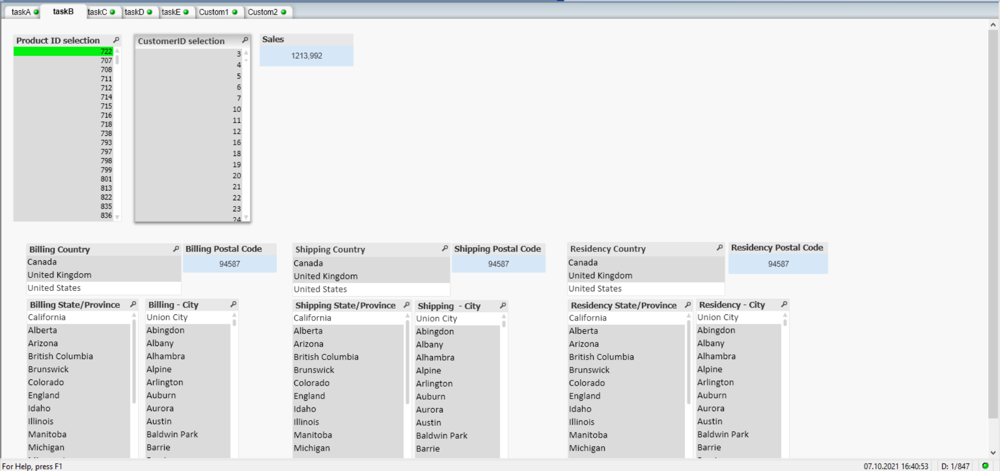 taskA
taskB
taskC
taskD
taskE
Custom1
Custom2
Product ID selection
722
707
708
711
712
714
715
716
718
738
793
797
798
799
801
813
822
835
836
CustomerID selection
3
4
5
6
7
10
11
12
16
18
19
20
21
22
23
24
Sales
1213,992
Billing Country
Canada
United Kingdom
United States
Billing Postal Code
94587
Billing State/Province
California
Alberta
Arizona
British Columbia
Brunswick
Colorado
England
Idaho
Illinois
Manitoba
Michigan
Billing - City
Union City
Abingdon
Albany
Alhambra
Alpine
Arlington
Auburn
Aurora
Austin
Baldwin Park
Barrie
Shipping Country
Canada
United Kingdom
United States
Shipping Postal Code
94587
Shipping State/Province
California
Alberta
Arizona
British Columbia
Brunswick
Colorado
England
Idaho
Illinois
Manitoba
Michigan
Shipping  - City
Union City
Abingdon
Albany
Alhambra
Alpine
Arlington
Auburn
Aurora
Austin
Baldwin Park
Barrie
Residency Country
Canada
United Kingdom
United States
Residency Postal Code
94587
Residency State/Province
California
Alberta
Arizona
British Columbia
Brunswick
Colorado
England
Idaho
Illinois
Manitoba
Michigan
Residency - City
Union City
Abingdon
Albany
Alhambra
Alpine
Arlington
Auburn
Aurora
Austin
Baldwin Park
Barrie
For Help, press F1
07.10.2021 16:40:53
D: 1/847